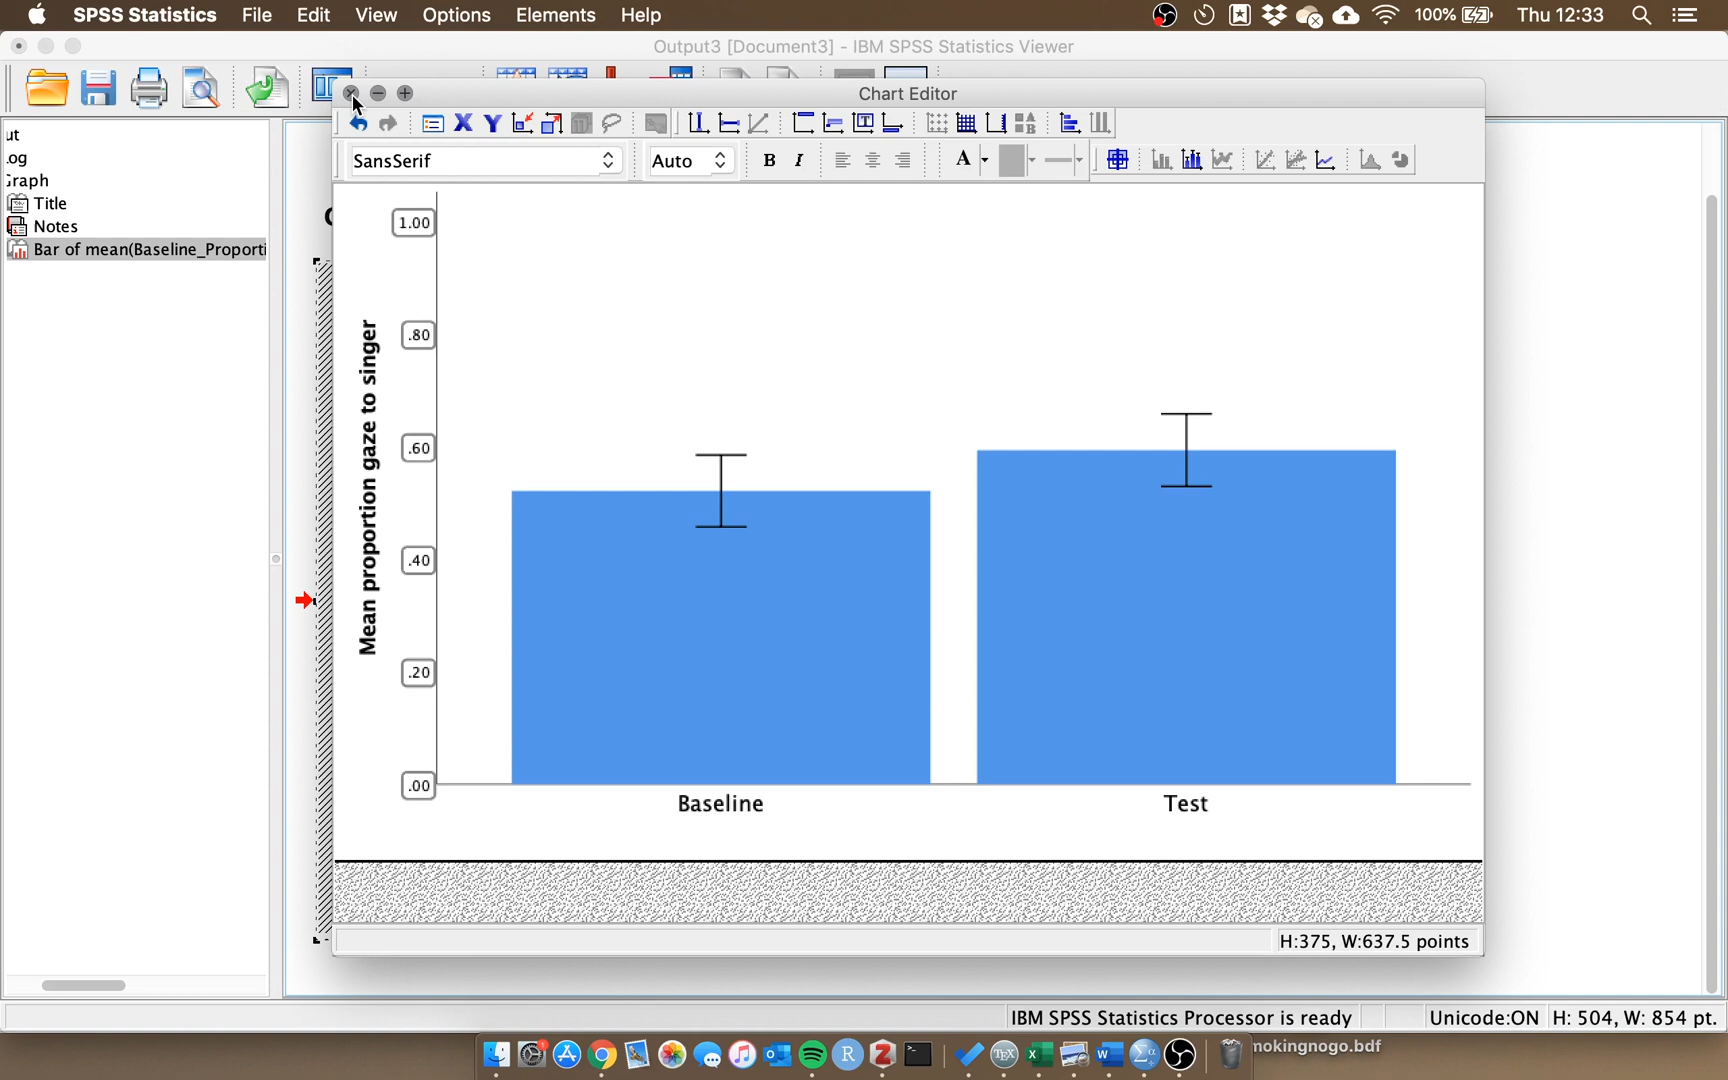 SPSS Statistics File Edit View Options Elements Help 100% Thu 12:33
Output3 [Document3] - IBM SPSS Statistics Viewer
Chart Editor
SansSerif Auto B I A
ut
.og
Graph
Title
Notes
Bar of mean(Baseline_Proporti
Mean proportion gaze to singer
1.00
.80
.60
.40
.20
.00
Baseline Test
H:375, W:637.5 points
IBM SPSS Statistics Processor is ready Unicode:ON H: 504, W: 854 pt.
mokingnogo.bdf